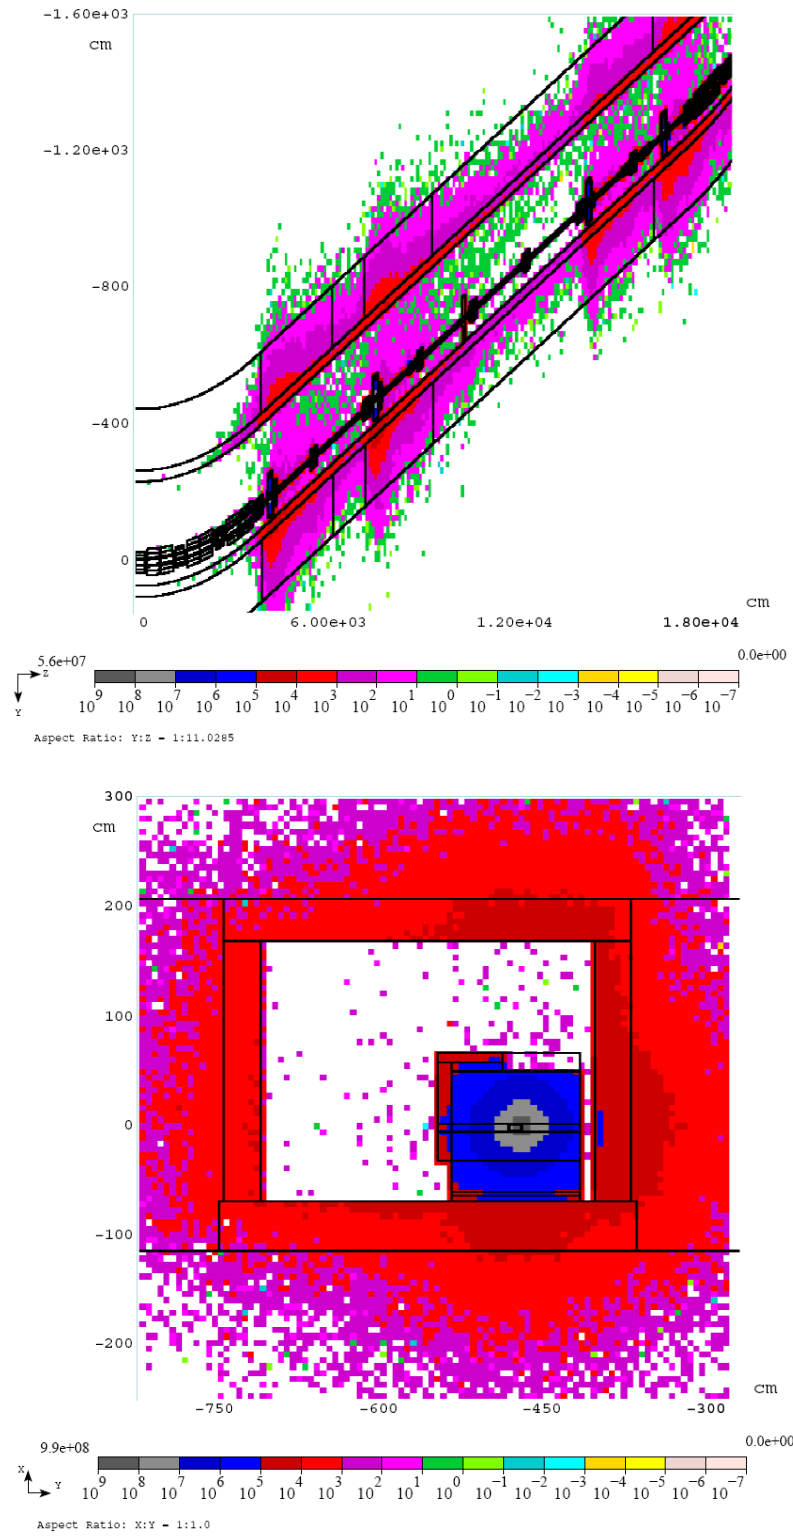 -1.60e+03
cm
-1.20e+03
-800
-400
0
cm
0 6.00e+03 1.20e+04 1.80e+04
5.6e+07 0.0e+00
Z
Y
10^9 10^8 10^7 10^6 10^5 10^4 10^3 10^2 10^1 10^0 10^-1 10^-2 10^-3 10^-4 10^-5 10^-6 10^-7
Aspect Ratio: Y:Z = 1:11.0285
300
cm
200
100
0
-100
-200
cm
-750 -600 -450 -300
9.9e+08 0.0e+00
X
Y
10^9 10^8 10^7 10^6 10^5 10^4 10^3 10^2 10^1 10^0 10^-1 10^-2 10^-3 10^-4 10^-5 10^-6 10^-7
Aspect Ratio: X:Y = 1:1.0